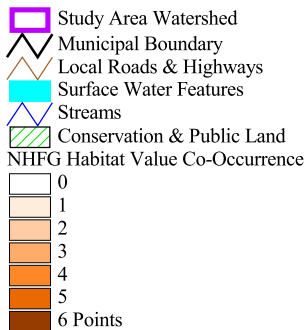 Study Area Watershed
Municipal Boundary
Local Roads & Highways
Surface Water Features
Streams
Conservation & Public Land
NHFG Habitat Value Co-Occurrence
0
1
2
3
4
5
6 Points